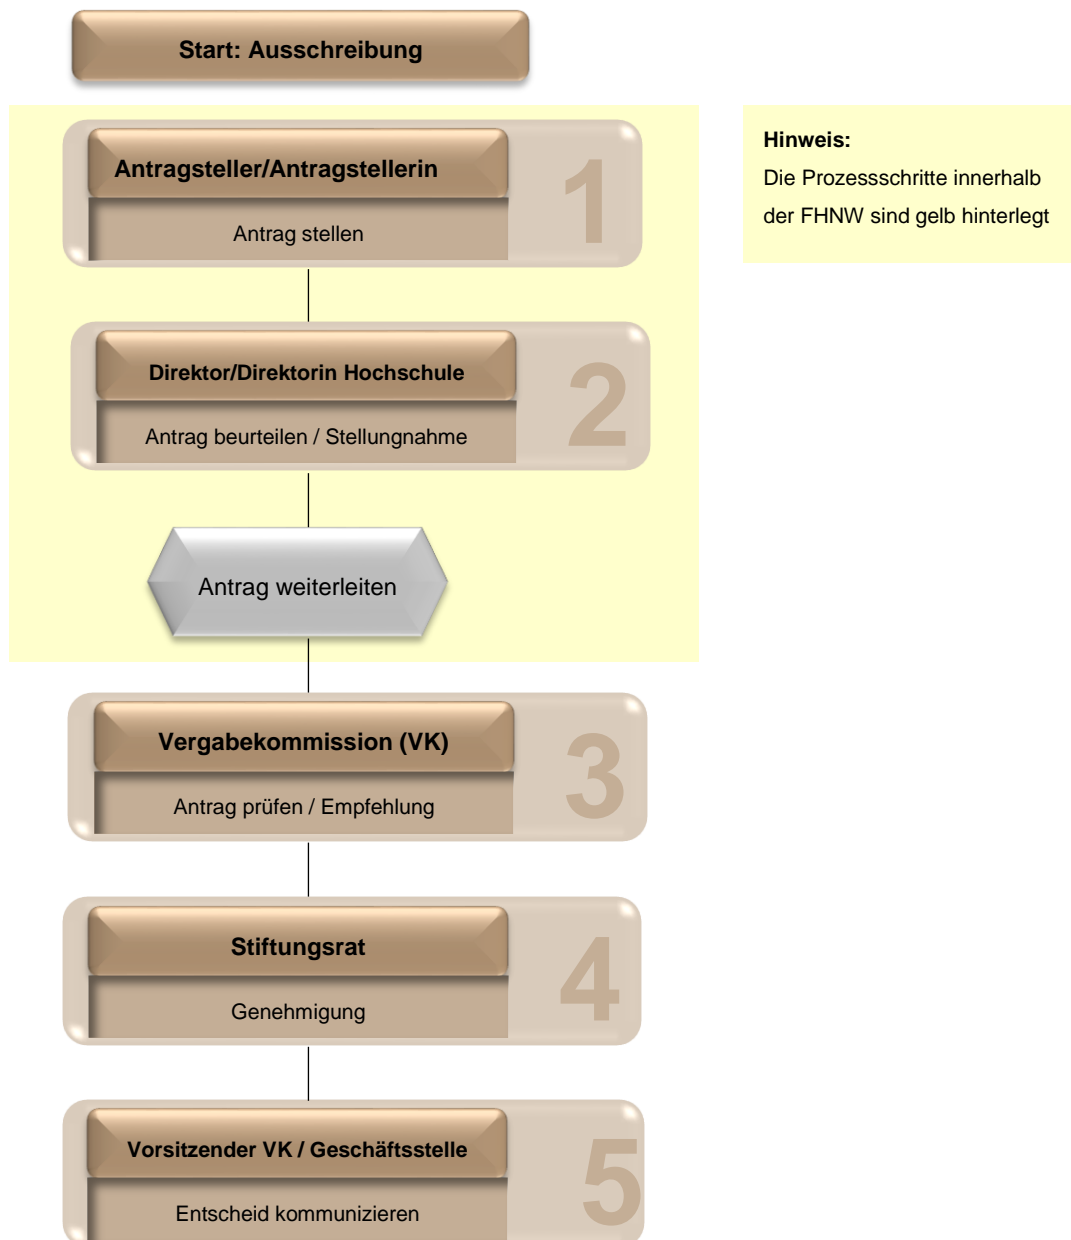 Start: Ausschreibung
Hinweis:
Die Prozessschritte innerhalb
der FHNW sind gelb hinterlegt
Antragsteller/Antragstellerin
1
Antrag stellen
Direktor/Direktorin Hochschule
2
Antrag beurteilen / Stellungnahme
Antrag weiterleiten
Vergabekommission (VK)
3
Antrag prüfen / Empfehlung
Stiftungsrat
4
Genehmigung
Vorsitzender VK / Geschäftsstelle
5
Entscheid kommunizieren